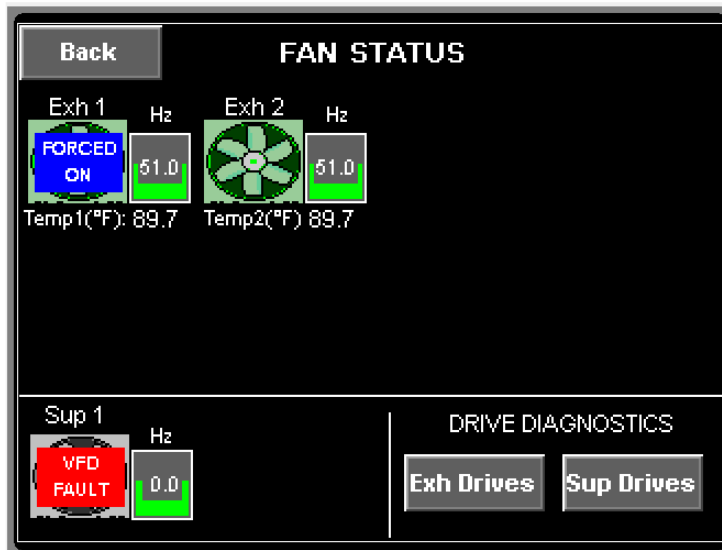 Back
FAN STATUS
Exh 1
Hz
Exh 2
Hz
FORCED
ON
51.0
51.0
Temp1(°F): 89.7
Temp2(°F) 89.7
Sup 1
Hz
VFD
FAULT
0.0
DRIVE DIAGNOSTICS
Exh Drives
Sup Drives